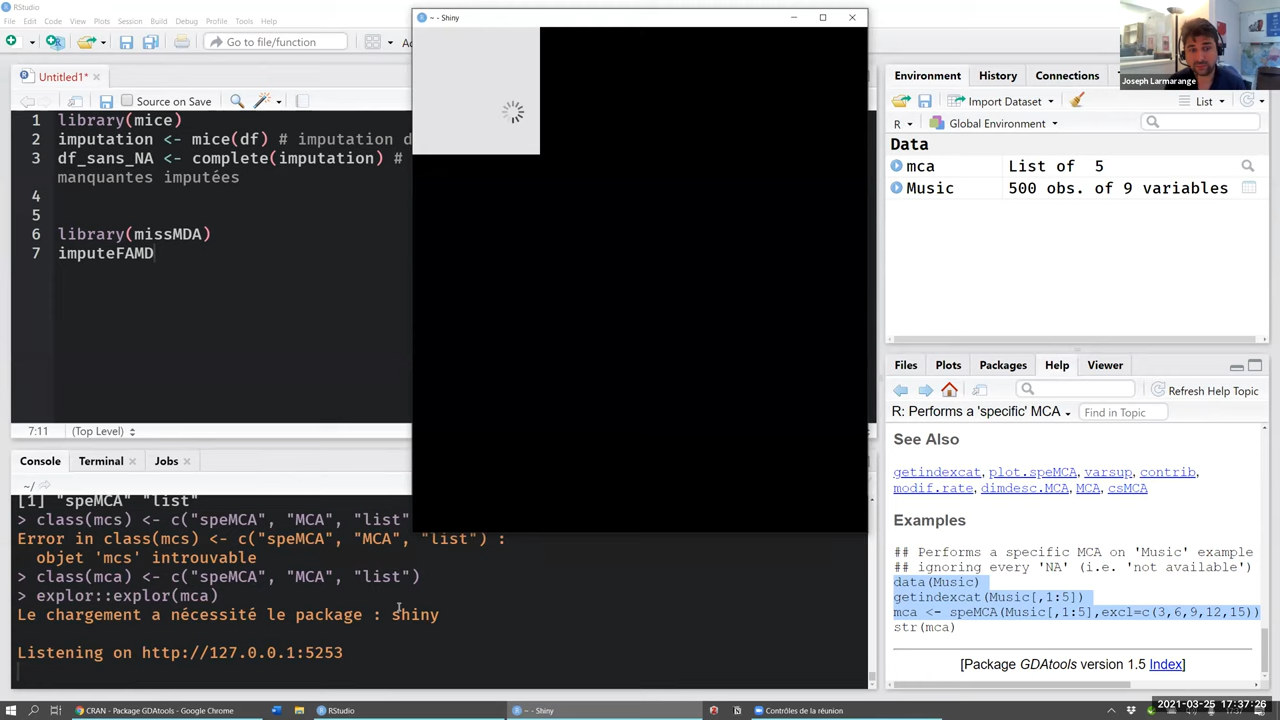 RStudio
File Edit Code View Plots Session Build Debug Profile Tools Help
Go to file/function
~ - Shiny
Joseph Larmarange
Untitled1*
Source on Save
1 library(mice)
2 imputation <- mice(df) # imputation d
3 df_sans_NA <- complete(imputation) #
manquantes imputées
4
5
6 library(missMDA)
7 imputeFAMD
7:11 (Top Level)
Console Terminal Jobs
~/
[1] "speMCA" "list"
> class(mcs) <- c("speMCA", "MCA", "list"
Error in class(mcs) <- c("speMCA", "MCA", "list") :
objet 'mcs' introuvable
> class(mca) <- c("speMCA", "MCA", "list")
> explor::explor(mca)
Le chargement a nécessité le package : shiny
Listening on http://127.0.0.1:5253
Environment History Connections
Import Dataset List
R Global Environment
Data
mca List of 5
Music 500 obs. of 9 variables
Files Plots Packages Help Viewer
Refresh Help Topic
R: Performs a 'specific' MCA Find in Topic
See Also
getindexcat, plot.speMCA, varsup, contrib,
modif.rate, dimdesc.MCA, MCA, csMCA
Examples
## Performs a specific MCA on 'Music' example
## ignoring every 'NA' (i.e. 'not available')
data(Music)
getindexcat(Music[,1:5])
mca <- speMCA(Music[,1:5],excl=c(3,6,9,12,15))
str(mca)
[Package GDAtools version 1.5 Index]
CRAN - Package GDAtools - Google Chrome
RStudio
~ - Shiny
Contrôles de la réunion
2021-03-25 17:37:26